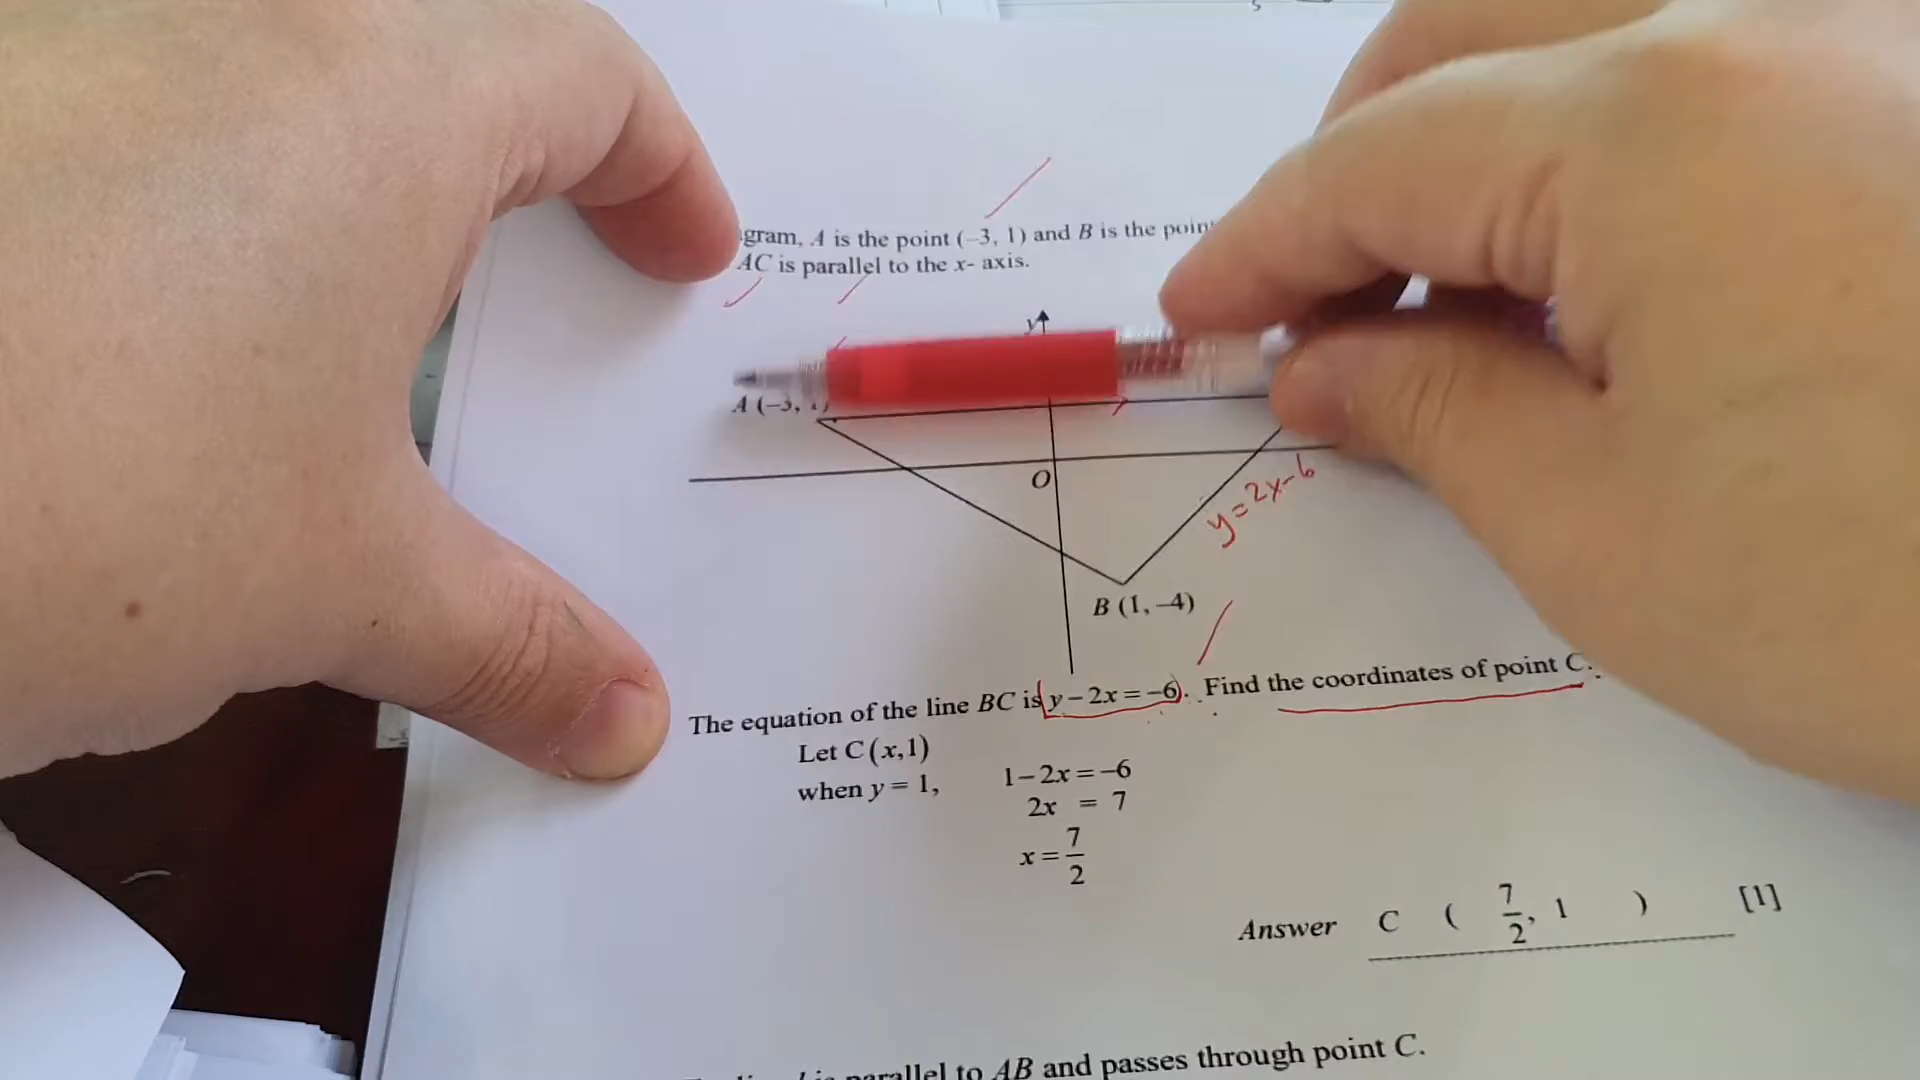 gram, A is the point (–3, 1) and B is the point
AC is parallel to the x- axis.
y
A (–3, 1)
O
y = 2x - 6
B (1, –4)
The equation of the line BC is y – 2x = –6. Find the coordinates of point C.
Let C (x,1)
when y = 1, 1 – 2x = –6
2x = 7
x = 7/2
Answer C ( 7/2, 1 ) [1]
parallel to AB and passes through point C.